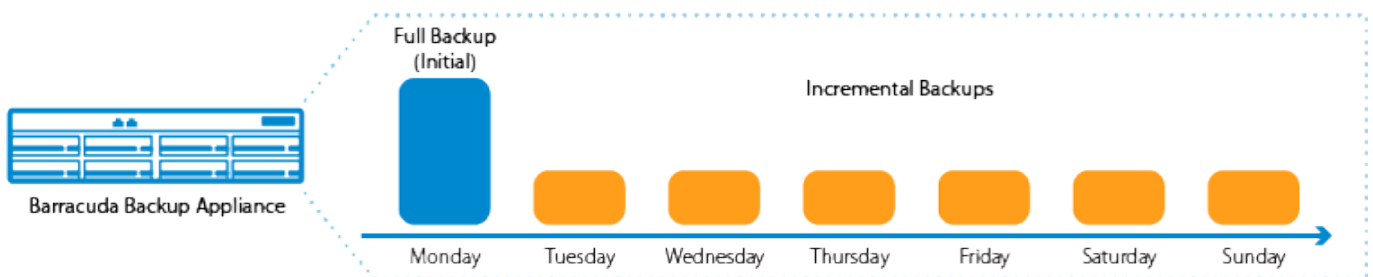 Full Backup
(Initial)
Incremental Backups
Barracuda Backup Appliance
Monday
Tuesday
Wednesday
Thursday
Friday
Saturday
Sunday